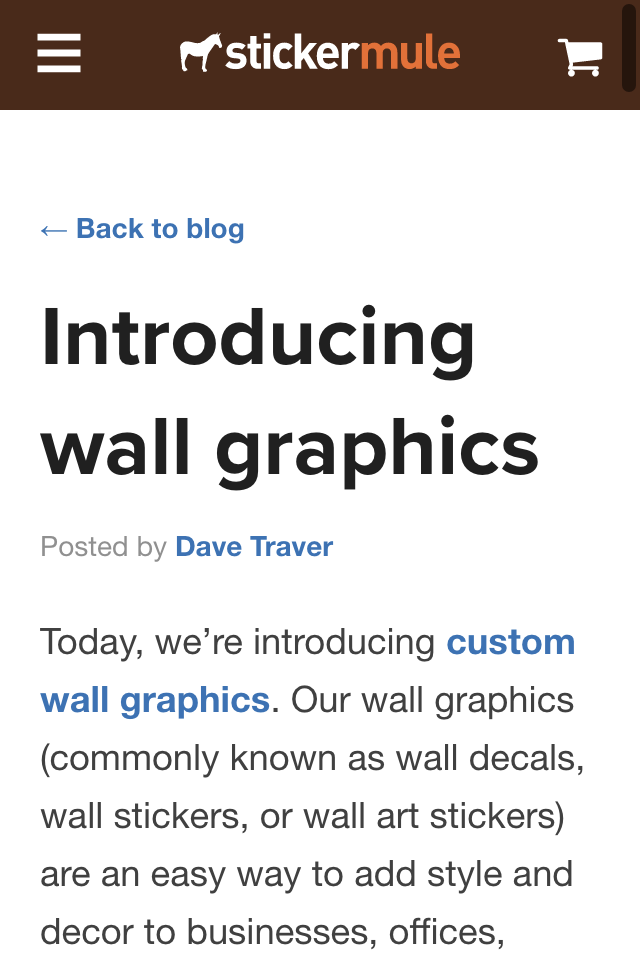 stickermule
← Back to blog
Introducing
wall graphics
Posted by Dave Traver
Today, we’re introducing custom
wall graphics. Our wall graphics
(commonly known as wall decals,
wall stickers, or wall art stickers)
are an easy way to add style and
decor to businesses, offices,